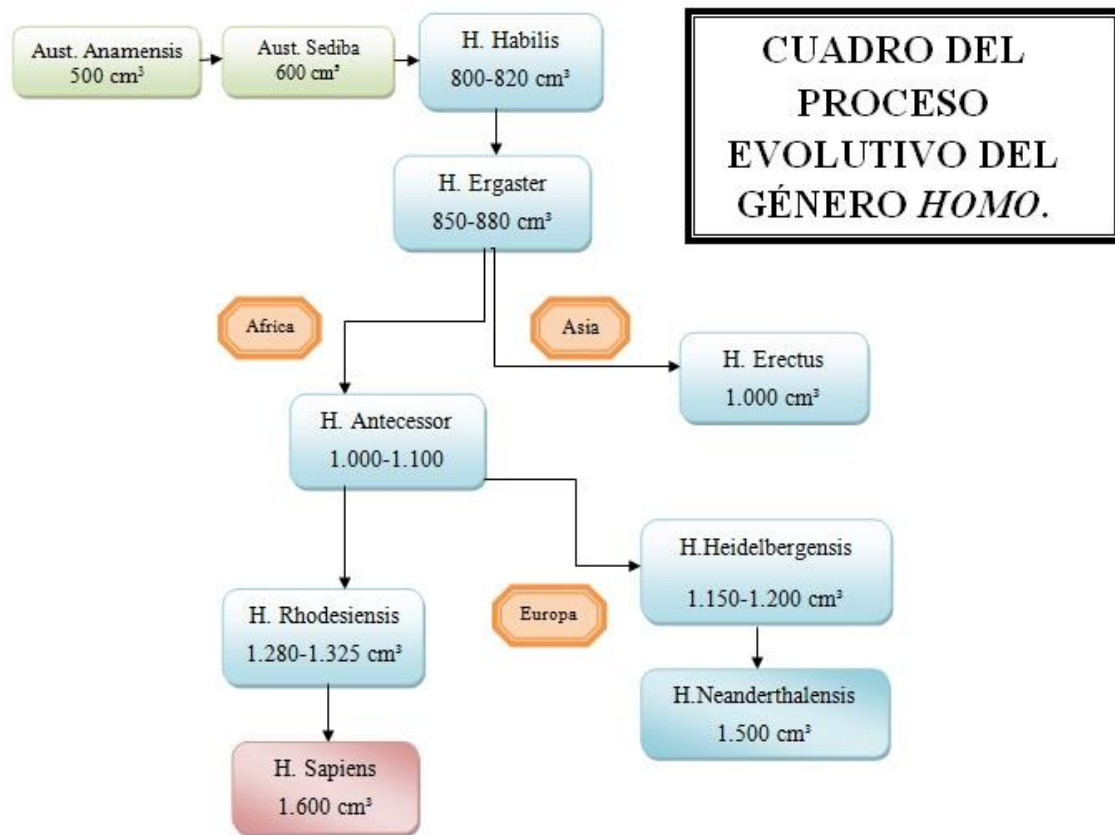 Aust. Anamensis
500 cm³
Aust. Sediba
600 cm³
H. Habilis
800-820 cm³
CUADRO DEL
PROCESO
EVOLUTIVO DEL
GÉNERO HOMO.
H. Ergaster
850-880 cm³
Africa
Asia
H. Erectus
1.000 cm³
H. Antecessor
1.000-1.100
H.Heidelbergensis
1.150-1.200 cm³
Europa
H. Rhodesiensis
1.280-1.325 cm³
H.Neanderthalensis
1.500 cm³
H. Sapiens
1.600 cm³